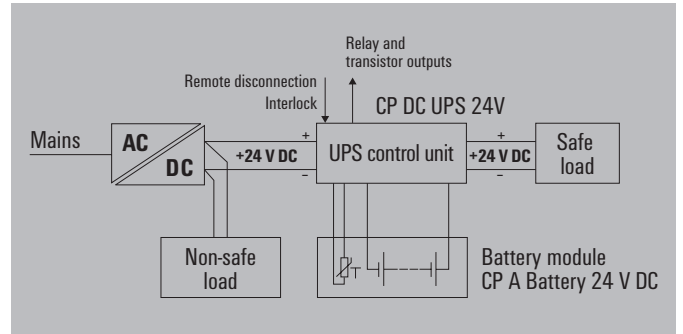 Relay and
transistor outputs
Remote disconnection
Interlock
CP DC UPS 24V
Mains
AC
DC
+
+24 V DC
–
UPS control unit
+
+24 V DC
–
Safe
load
Non-safe
load
T
Battery module
CP A Battery 24 V DC